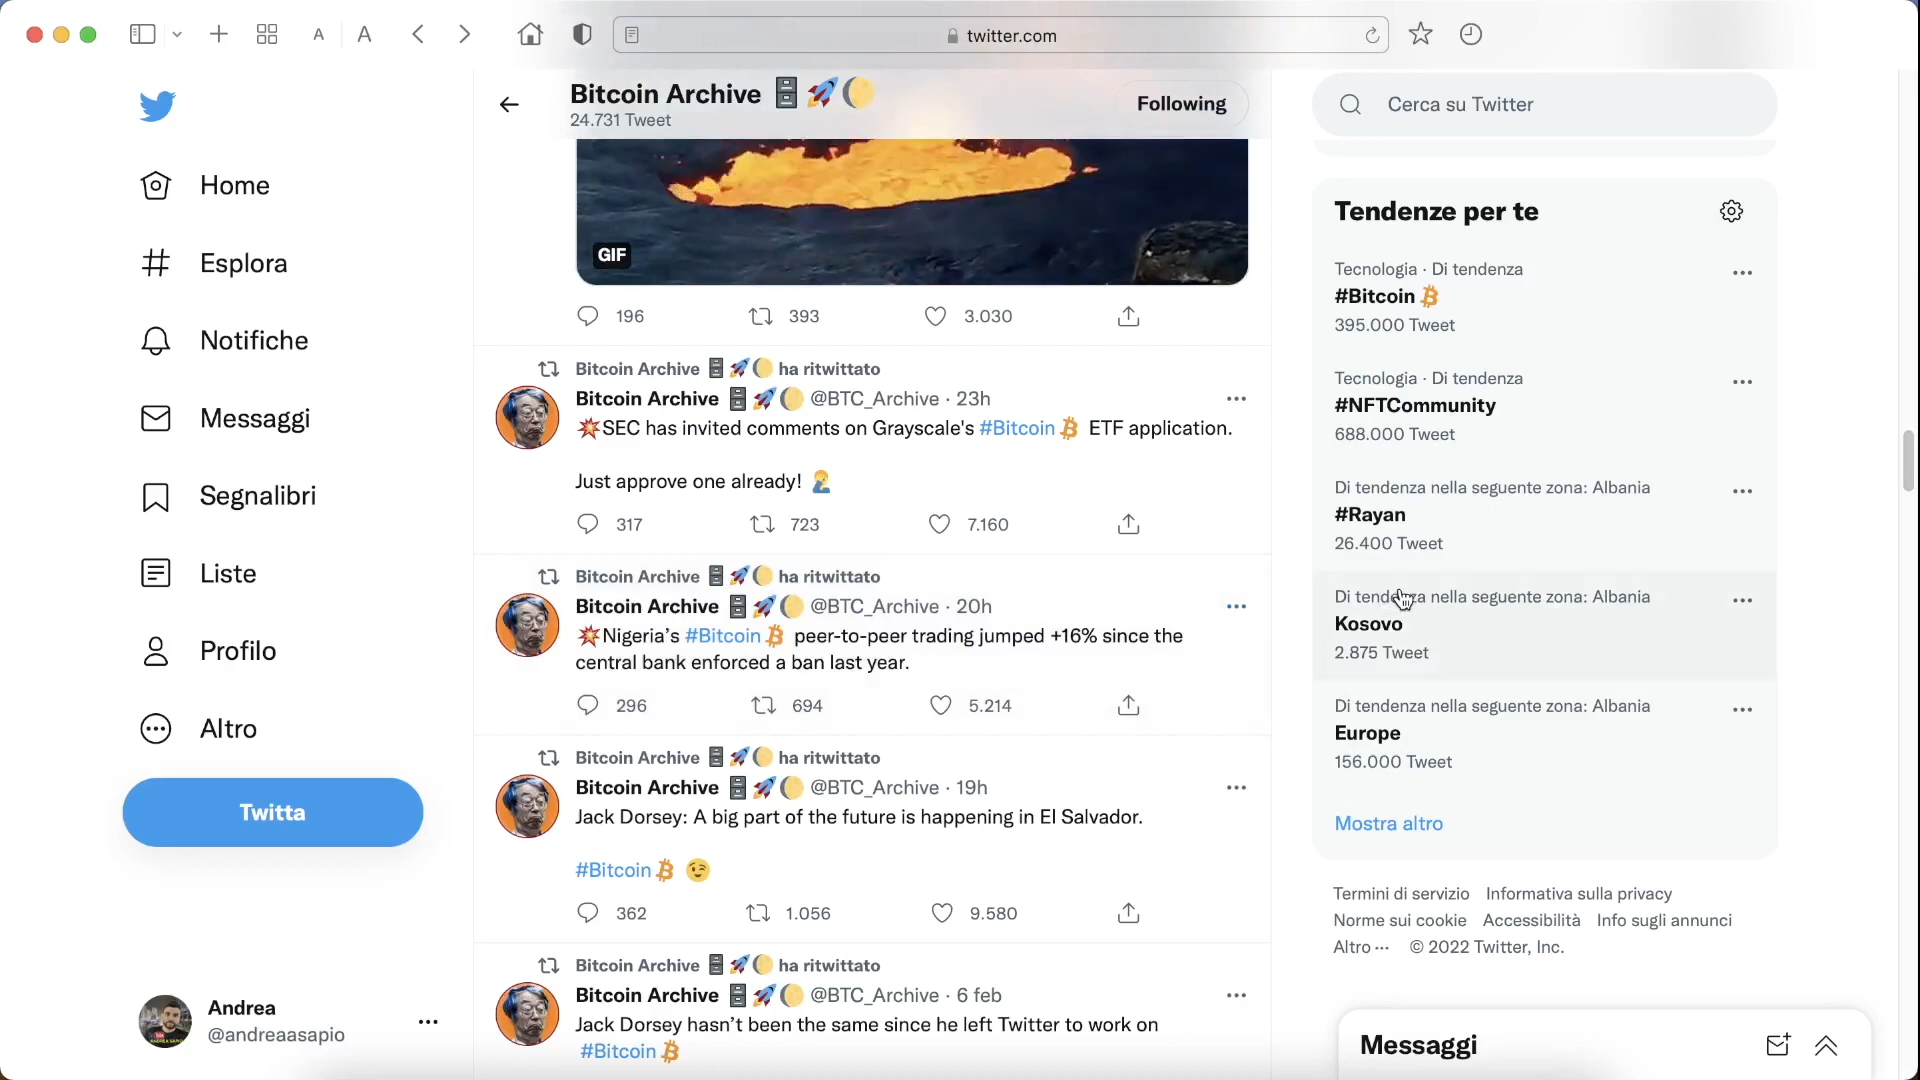 twitter.com
Bitcoin Archive 🗄️🚀🌔
24.731 Tweet
Following
Cerca su Twitter
Home
Esplora
Notifiche
Messaggi
Segnalibri
Liste
Profilo
Altro
Twitta
Andrea
@andreaasapio
GIF
196 393 3.030
Bitcoin Archive 🗄️🚀🌔 ha ritwittato
Bitcoin Archive 🗄️🚀🌔 @BTC_Archive · 23h
💥SEC has invited comments on Grayscale's #Bitcoin ETF application.
Just approve one already! 🤦‍♂️
317 723 7.160
Bitcoin Archive 🗄️🚀🌔 ha ritwittato
Bitcoin Archive 🗄️🚀🌔 @BTC_Archive · 20h
💥Nigeria’s #Bitcoin peer-to-peer trading jumped +16% since the
central bank enforced a ban last year.
296 694 5.214
Bitcoin Archive 🗄️🚀🌔 ha ritwittato
Bitcoin Archive 🗄️🚀🌔 @BTC_Archive · 19h
Jack Dorsey: A big part of the future is happening in El Salvador.
#Bitcoin 😉
362 1.056 9.580
Bitcoin Archive 🗄️🚀🌔 ha ritwittato
Bitcoin Archive 🗄️🚀🌔 @BTC_Archive · 6 feb
Jack Dorsey hasn’t been the same since he left Twitter to work on
#Bitcoin
Tendenze per te
Tecnologia · Di tendenza
#Bitcoin
395.000 Tweet
Tecnologia · Di tendenza
#NFTCommunity
688.000 Tweet
Di tendenza nella seguente zona: Albania
#Rayan
26.400 Tweet
Di tendenza nella seguente zona: Albania
Kosovo
2.875 Tweet
Di tendenza nella seguente zona: Albania
Europe
156.000 Tweet
Mostra altro
Termini di servizio Informativa sulla privacy
Norme sui cookie Accessibilità Info sugli annunci
Altro ··· © 2022 Twitter, Inc.
Messaggi